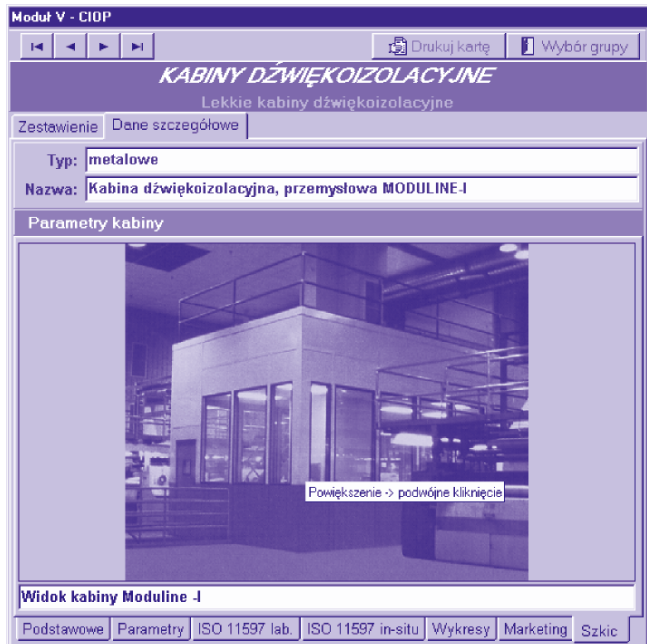 Moduł V - CIOP
Drukuj kartę Wybór grupy
KABINY DŹWIĘKOIZOLACYJNE
Lekkie kabiny dźwiękoizolacyjne
Zestawienie Dane szczegółowe
Typ: metalowe
Nazwa: Kabina dźwiękoizolacyjna, przemysłowa MODULINE-I
Parametry kabiny
Powiększenie -> podwójne kliknięcie
Widok kabiny Moduline -I
Podstawowe Parametry ISO 11597 lab. ISO 11597 in-situ Wykresy Marketing Szkic